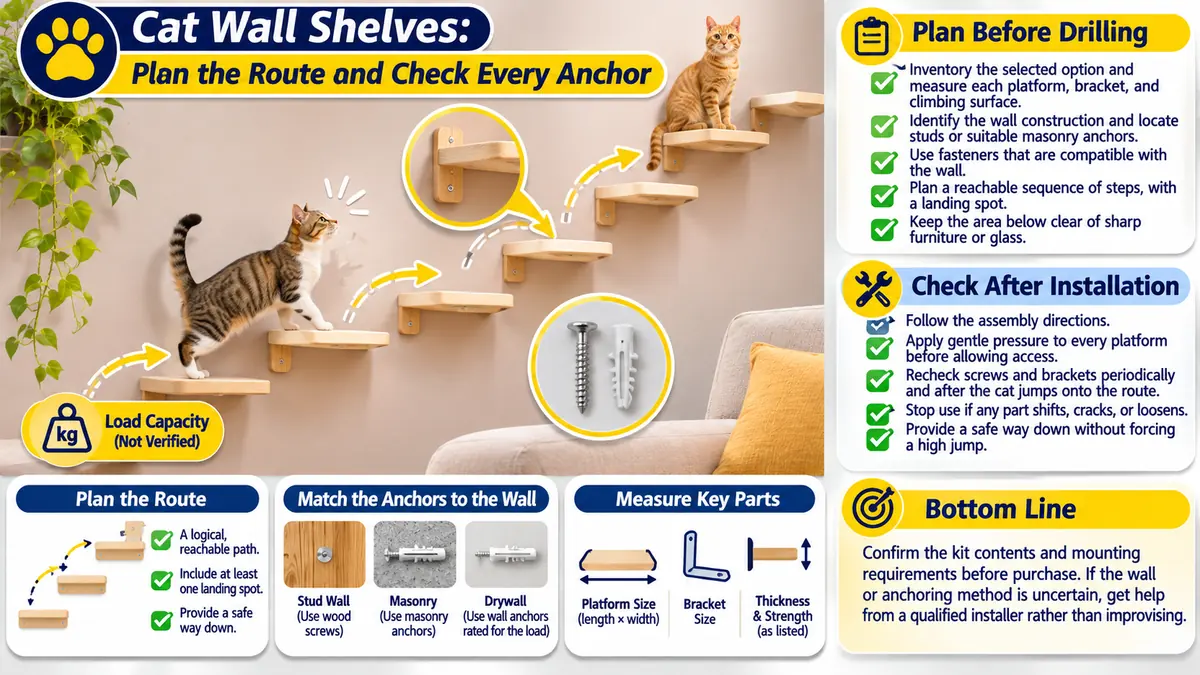 Cat Wall Shelves:
Plan the Route and Check Every Anchor
kg
Load Capacity
(Not Verified)
Plan the Route
A logical,
reachable path.
Include at least
one landing spot.
Provide a safe
way down.
Match the Anchors to the Wall
Stud Wall
(Use wood
screws)
Masonry
(Use masonry
anchors)
Drywall
(Use wall anchors
rated for the load)
Measure Key Parts
Platform Size
(length × width)
Bracket
Size
Thickness
& Strength
(as listed)
Plan Before Drilling
Inventory the selected option and
measure each platform, bracket, and
climbing surface.
Identify the wall construction and locate
studs or suitable masonry anchors.
Use fasteners that are compatible with
the wall.
Plan a reachable sequence of steps, with
a landing spot.
Keep the area below clear of sharp
furniture or glass.
Check After Installation
Follow the assembly directions.
Apply gentle pressure to every platform
before allowing access.
Recheck screws and brackets periodically
and after the cat jumps onto the route.
Stop use if any part shifts, cracks, or loosens.
Provide a safe way down without forcing
a high jump.
Bottom Line
Confirm the kit contents and mounting
requirements before purchase. If the wall
or anchoring method is uncertain, get help
from a qualified installer rather than improvising.